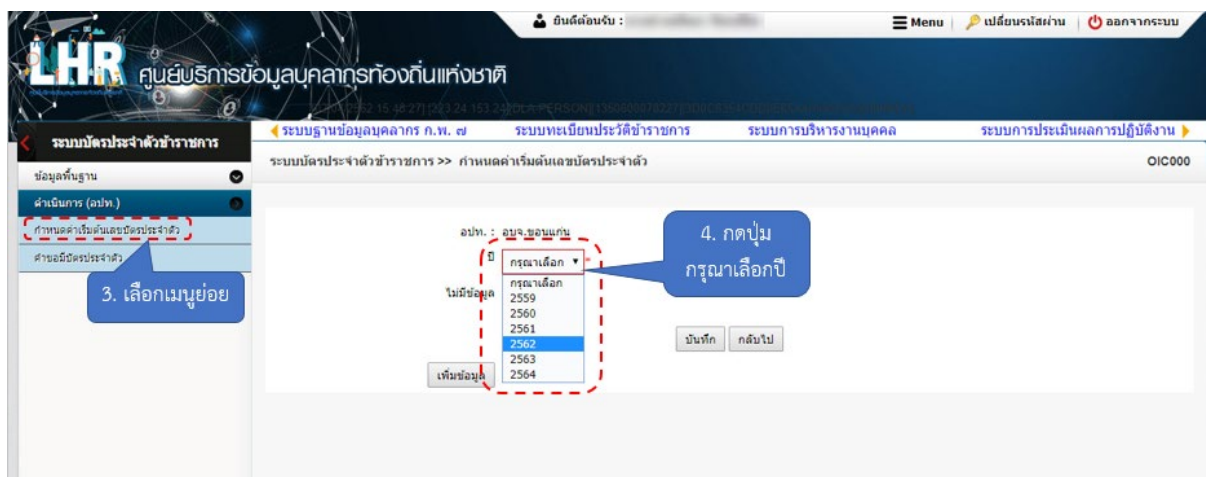 ยินดีต้อนรับ :
Menu
เปลี่ยนรหัสผ่าน
ออกจากระบบ
LHR ศูนย์บริการข้อมูลบุคลากรท้องถิ่นแห่งชาติ
ระบบบัตรประจำตัวข้าราชการ
ระบบฐานข้อมูลบุคลากร ก.พ. ๗ ระบบทะเบียนประวัติข้าราชการ ระบบการบริหารงานบุคคล ระบบการประเมินผลการปฏิบัติงาน
ระบบบัตรประจำตัวข้าราชการ >> กำหนดค่าเริ่มต้นเลขบัตรประจำตัว OIC000
ข้อมูลพื้นฐาน
ดำเนินการ (อปท.)
กำหนดค่าเริ่มต้นเลขบัตรประจำตัว
คำขอมีบัตรประจำตัว
3. เลือกเมนูย่อย
อปท. : อบจ.ขอนแก่น
ปี กรุณาเลือก *
4. กดปุ่ม
กรุณาเลือกปี
ไม่มีข้อมูล
กรุณาเลือก
2559
2560
2561
2562
2563
2564
บันทึก กลับไป
เพิ่มข้อมูล